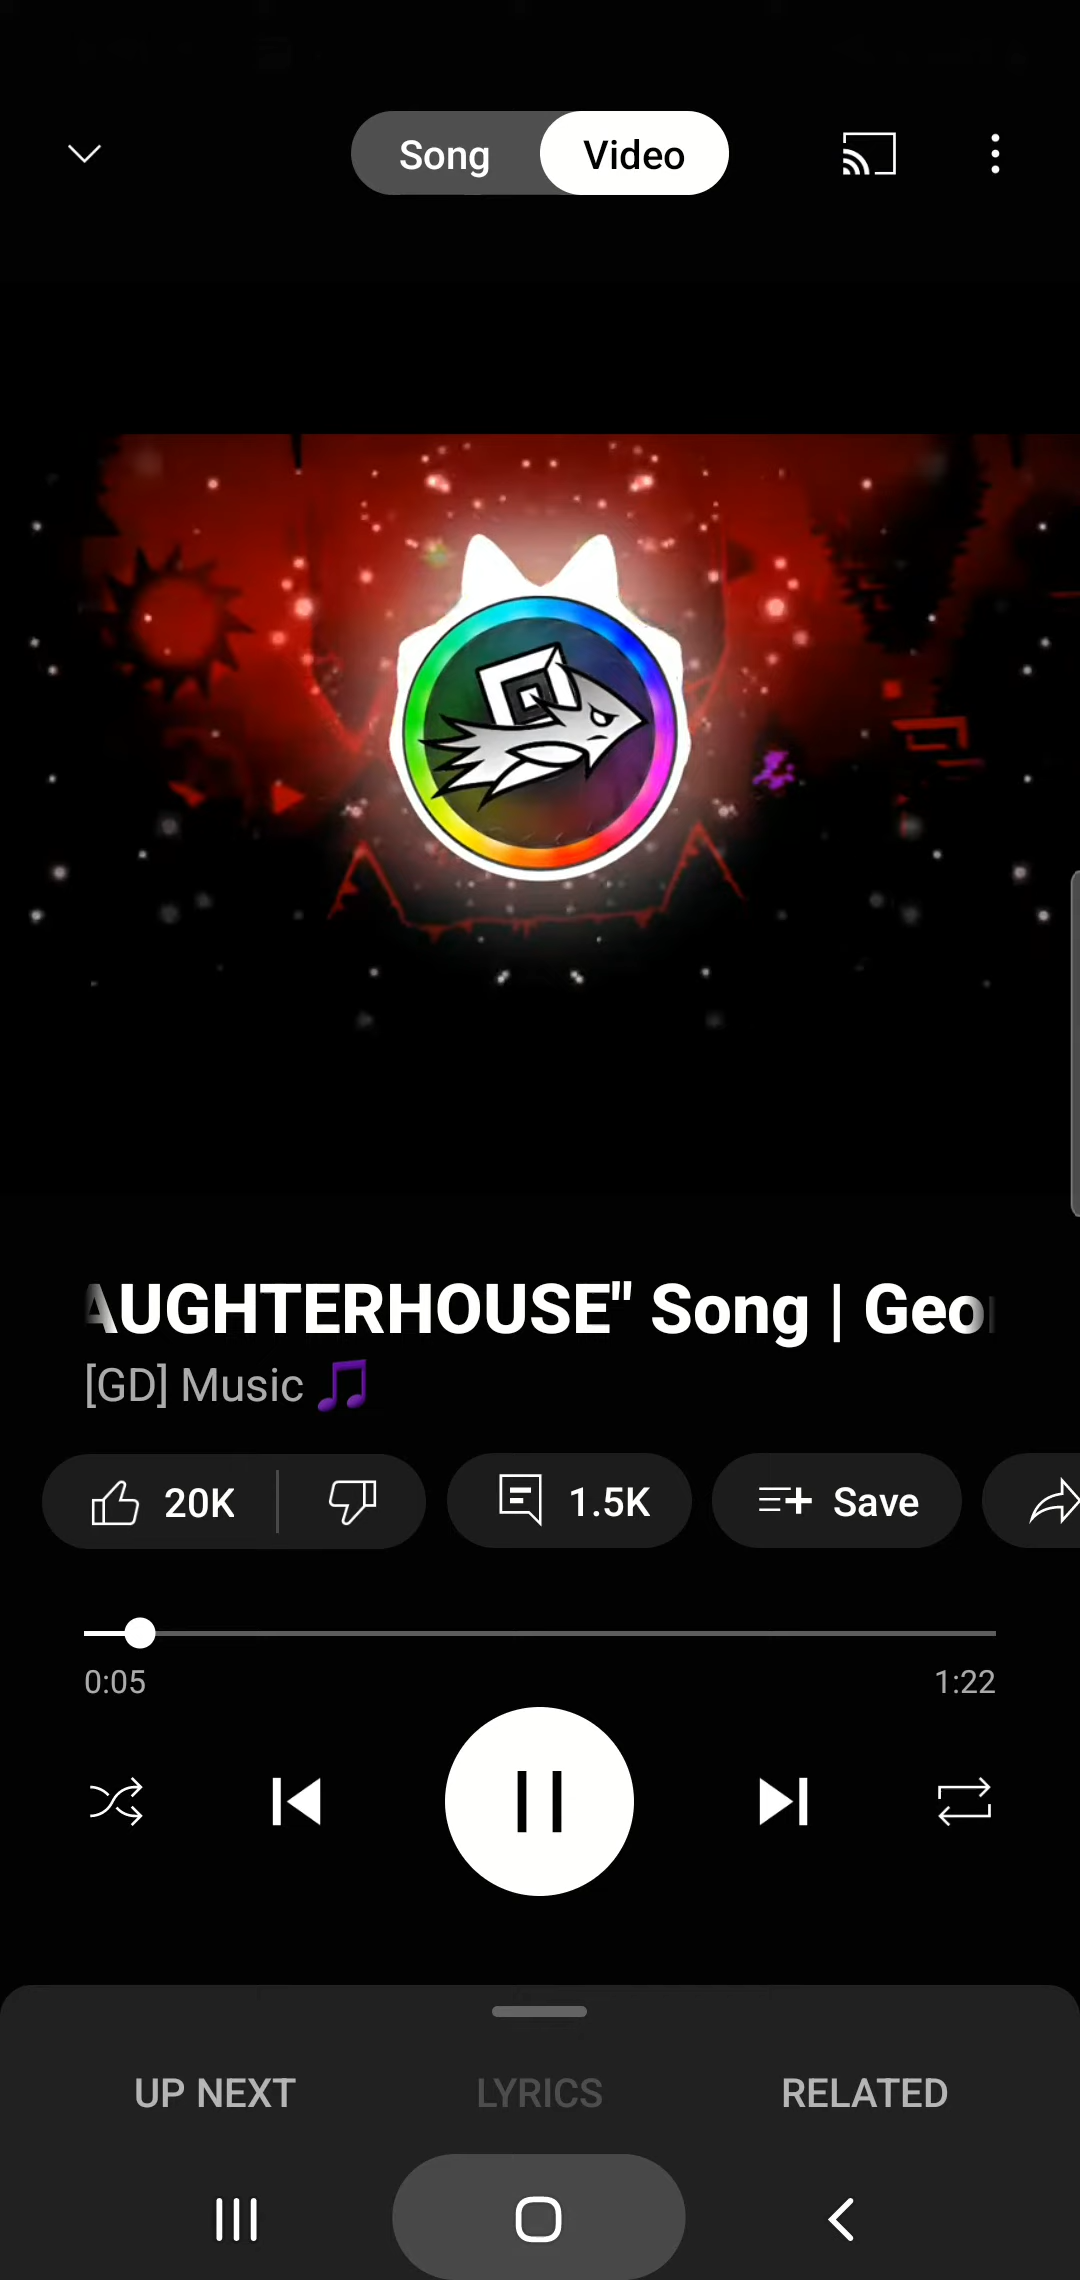 Song Video
AUGHTERHOUSE" Song | Geo
[GD] Music 🎵
20K 1.5K Save
0:05 1:22
UP NEXT LYRICS RELATED